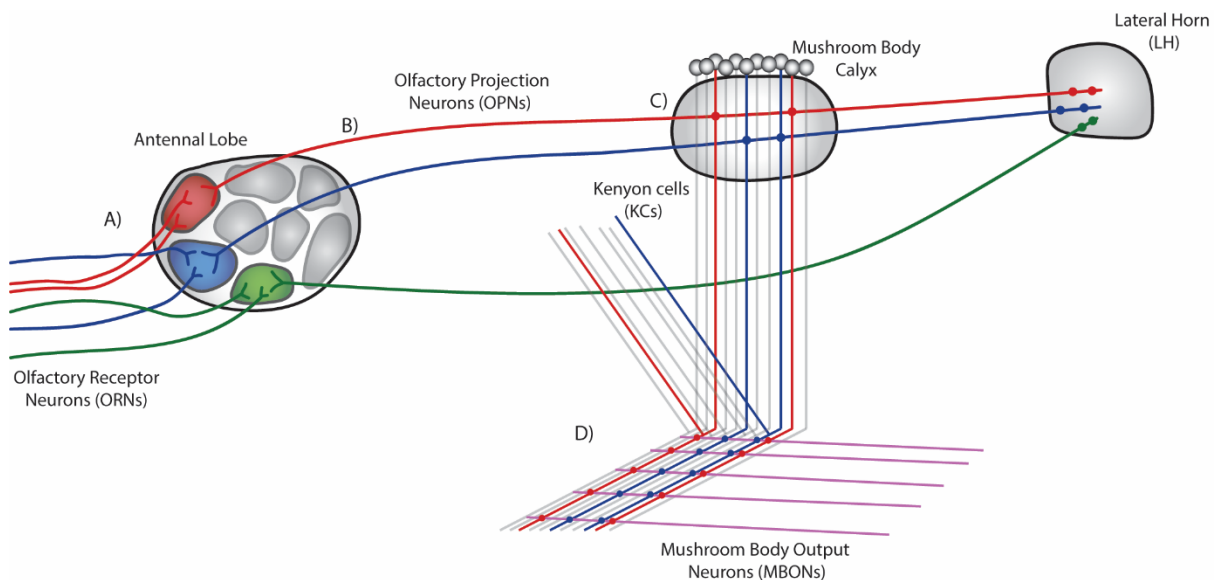 Lateral Horn
(LH)
Mushroom Body
Calyx
Olfactory Projection
Neurons (OPNs)
C)
B)
Antennal Lobe
A)
Kenyon cells
(KCs)
Olfactory Receptor
Neurons (ORNs)
D)
Mushroom Body Output
Neurons (MBONs)